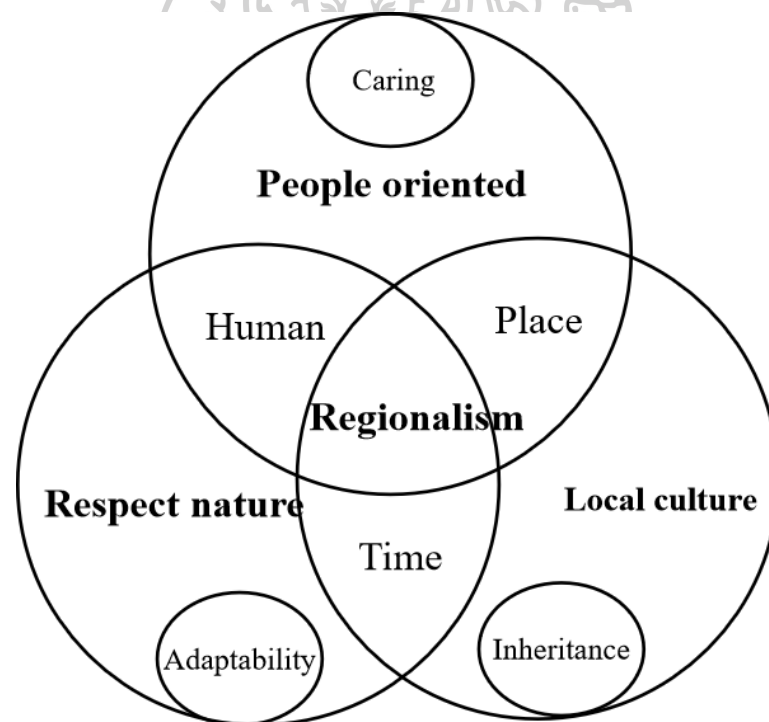 Caring
People oriented
Human
Place
Regionalism
Respect nature
Local culture
Time
Adaptability
Inheritance